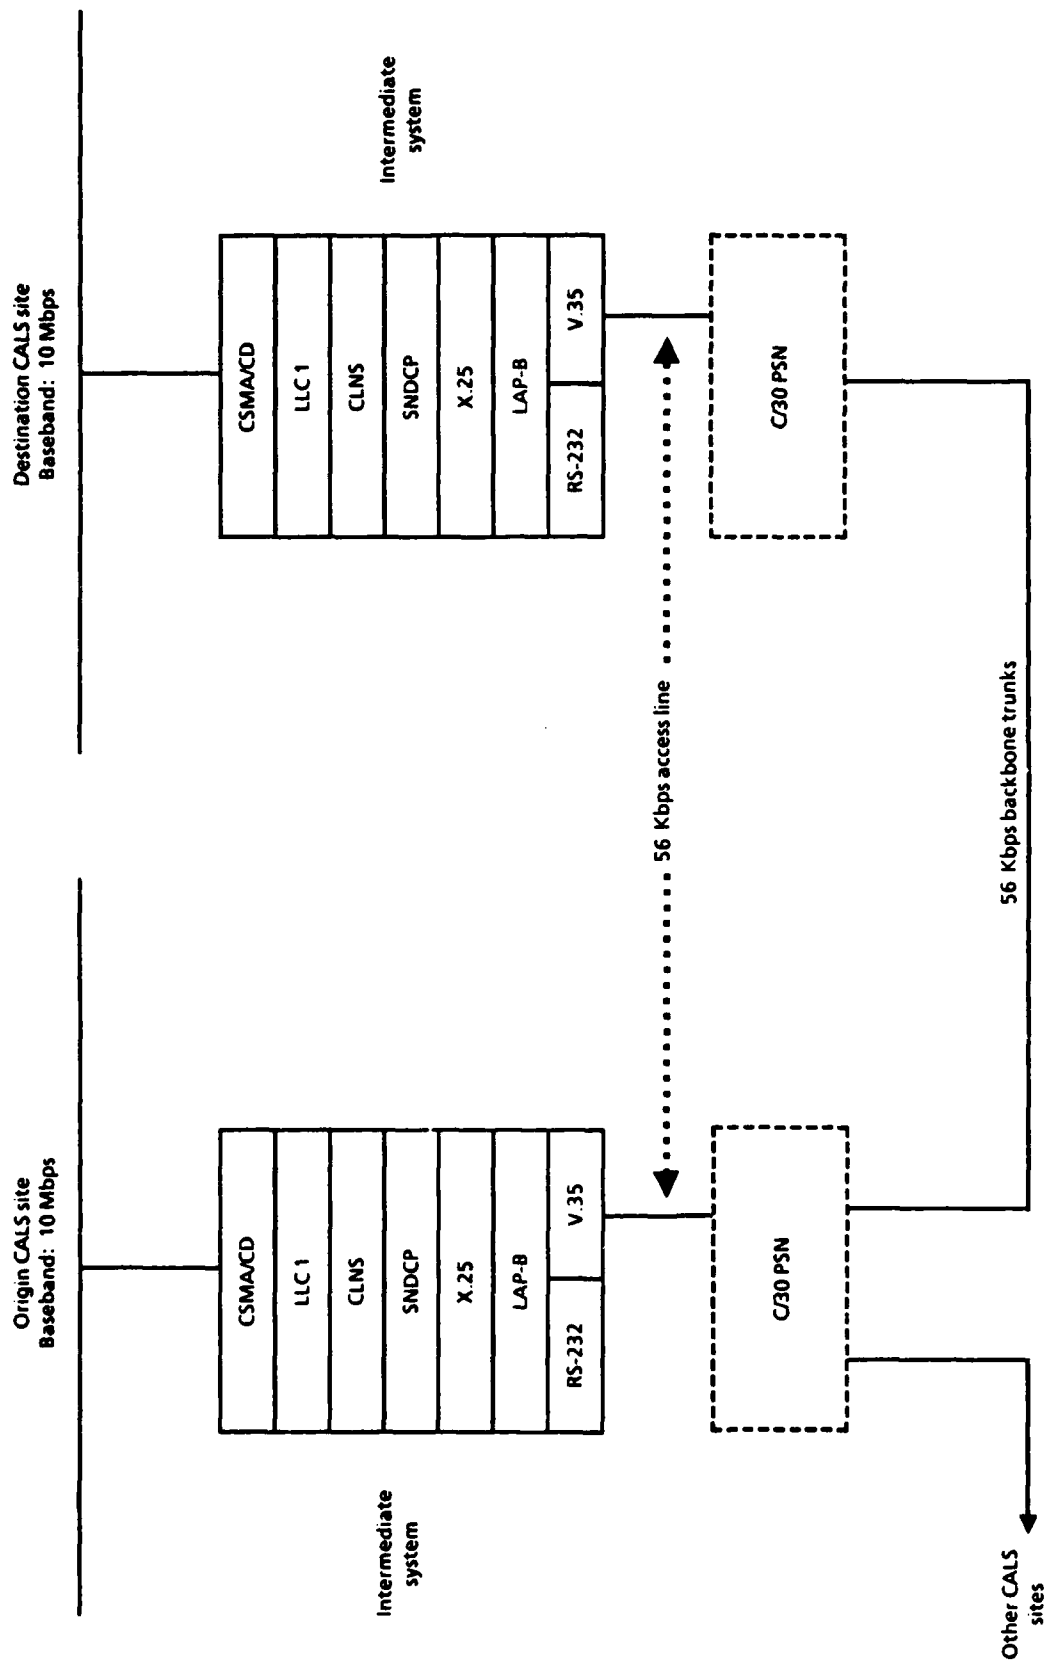 Origin CALS site
Baseband: 10 Mbps
Destination CALS site
Baseband: 10 Mbps
Intermediate
system
CSMA/CD
LLC 1
CLNS
SNDCP
X.25
LAP-B
RS-232
V.35
CSMA/CD
LLC 1
CLNS
SNDCP
X.25
LAP-B
RS-232
V.35
Intermediate
system
56 Kbps access line
C/30 PSN
C/30 PSN
Other CALS
sites
56 Kbps backbone trunks